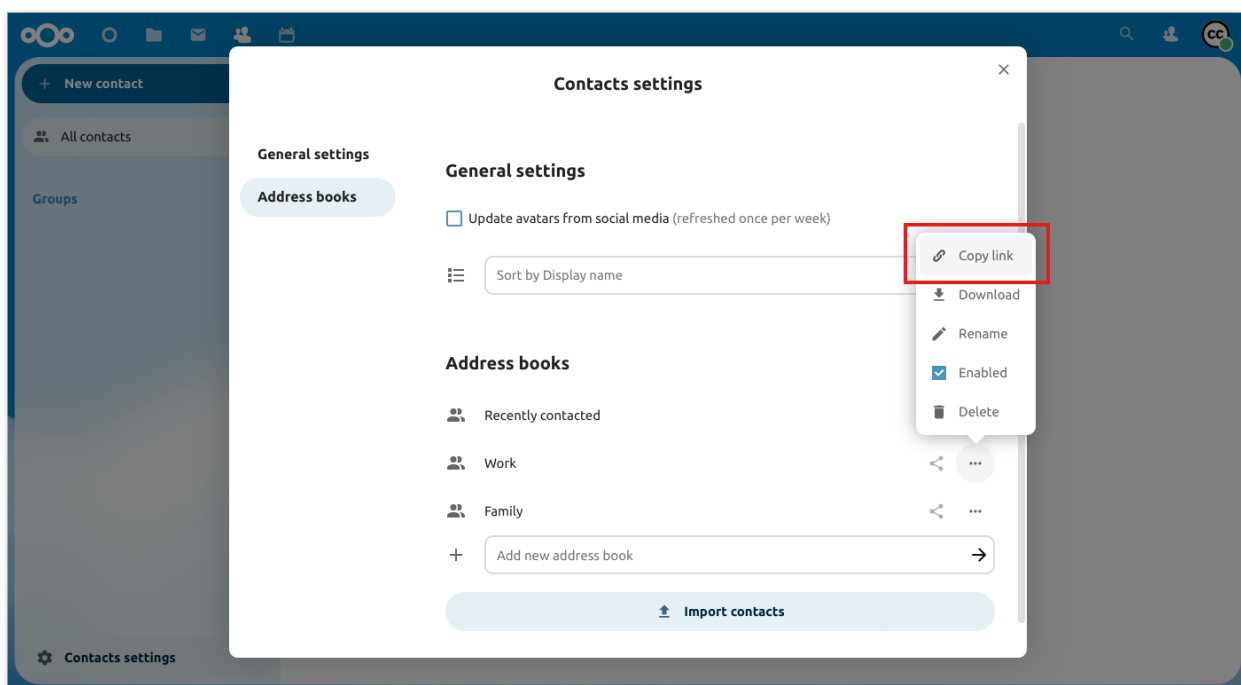 CC
New contact
All contacts
Groups
Contacts settings
Contacts settings
General settings
Address books
General settings
Update avatars from social media (refreshed once per week)
Sort by Display name
Copy link
Download
Rename
Enabled
Delete
Address books
Recently contacted
Work
Family
Add new address book
Import contacts